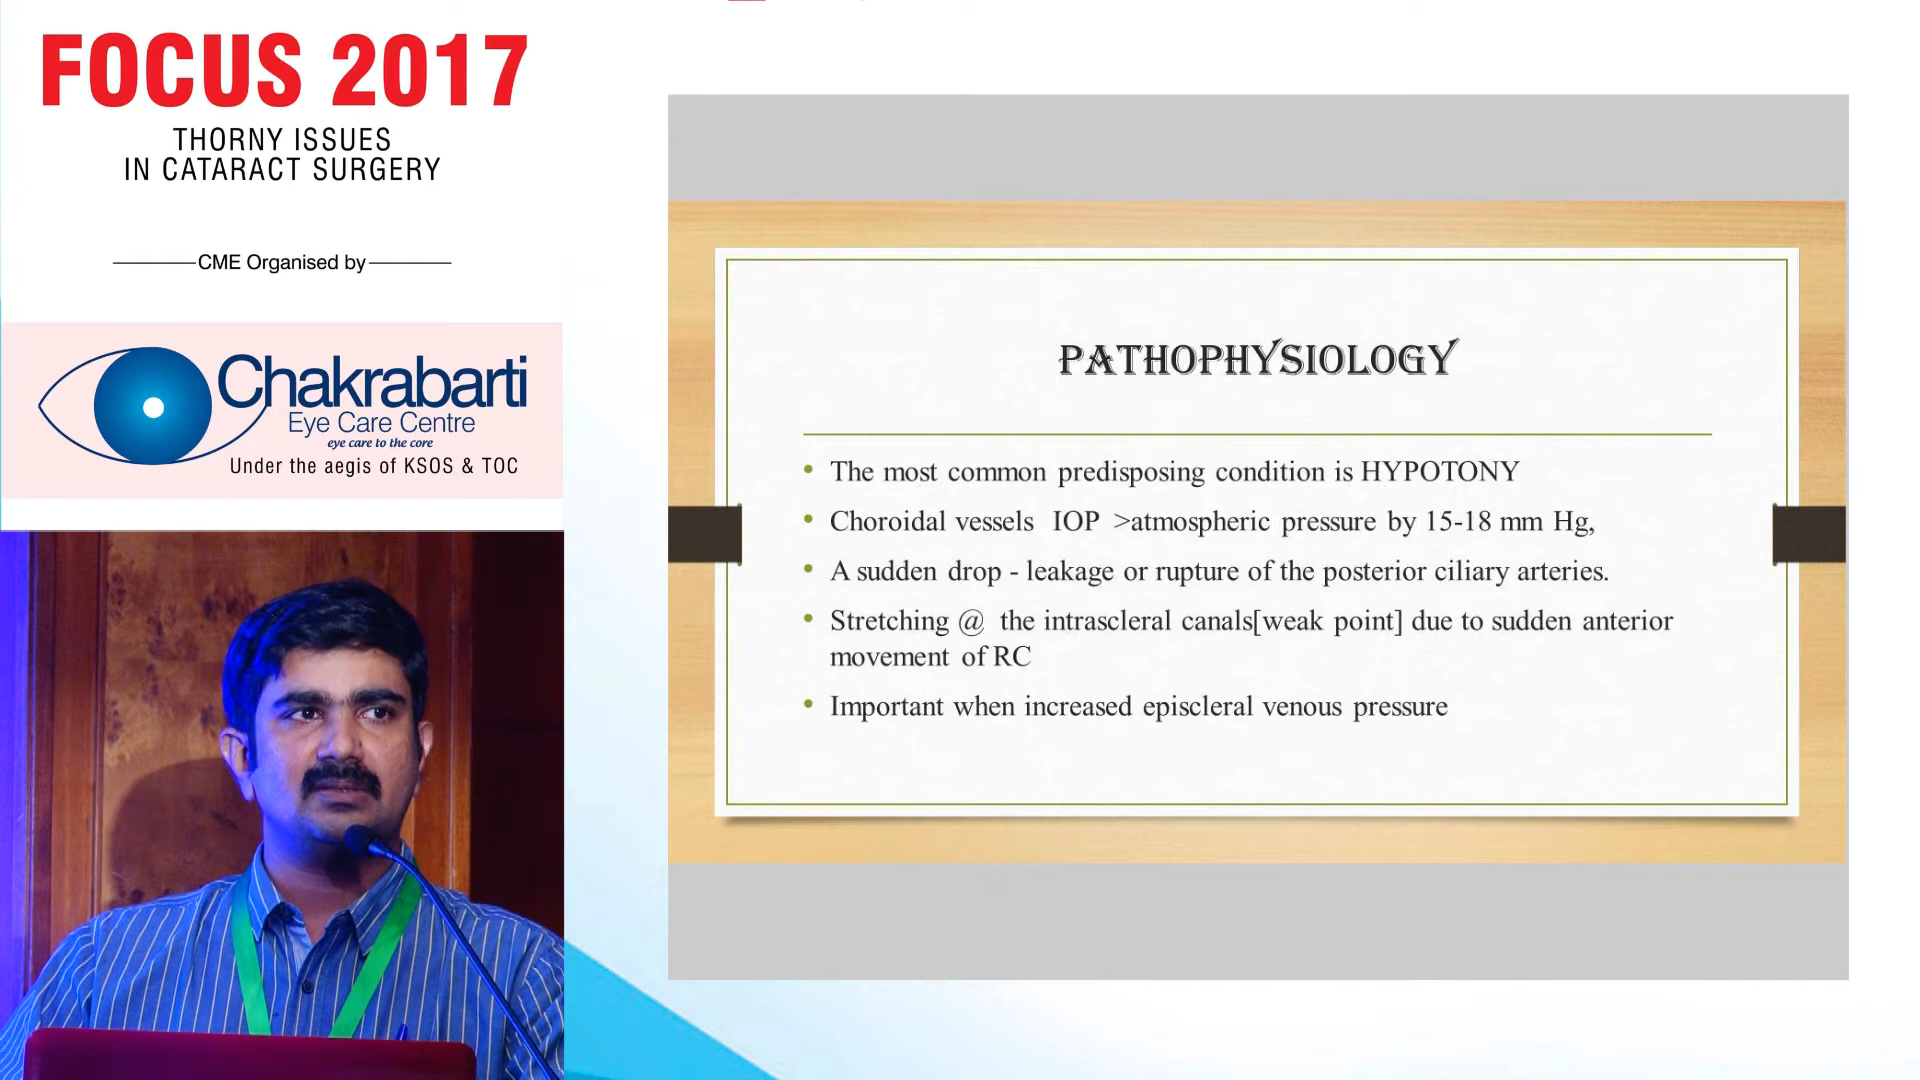 FOCUS 2017
THORNY ISSUES
IN CATARACT SURGERY
CME Organised by
Chakrabarti
Eye Care Centre
eye care to the core
Under the aegis of KSOS & TOC
PATHOPHYSIOLOGY
• The most common predisposing condition is HYPOTONY
• Choroidal vessels IOP >atmospheric pressure by 15-18 mm Hg,
• A sudden drop - leakage or rupture of the posterior ciliary arteries.
• Stretching @ the intrascleral canals[weak point] due to sudden anterior
movement of RC
• Important when increased episcleral venous pressure